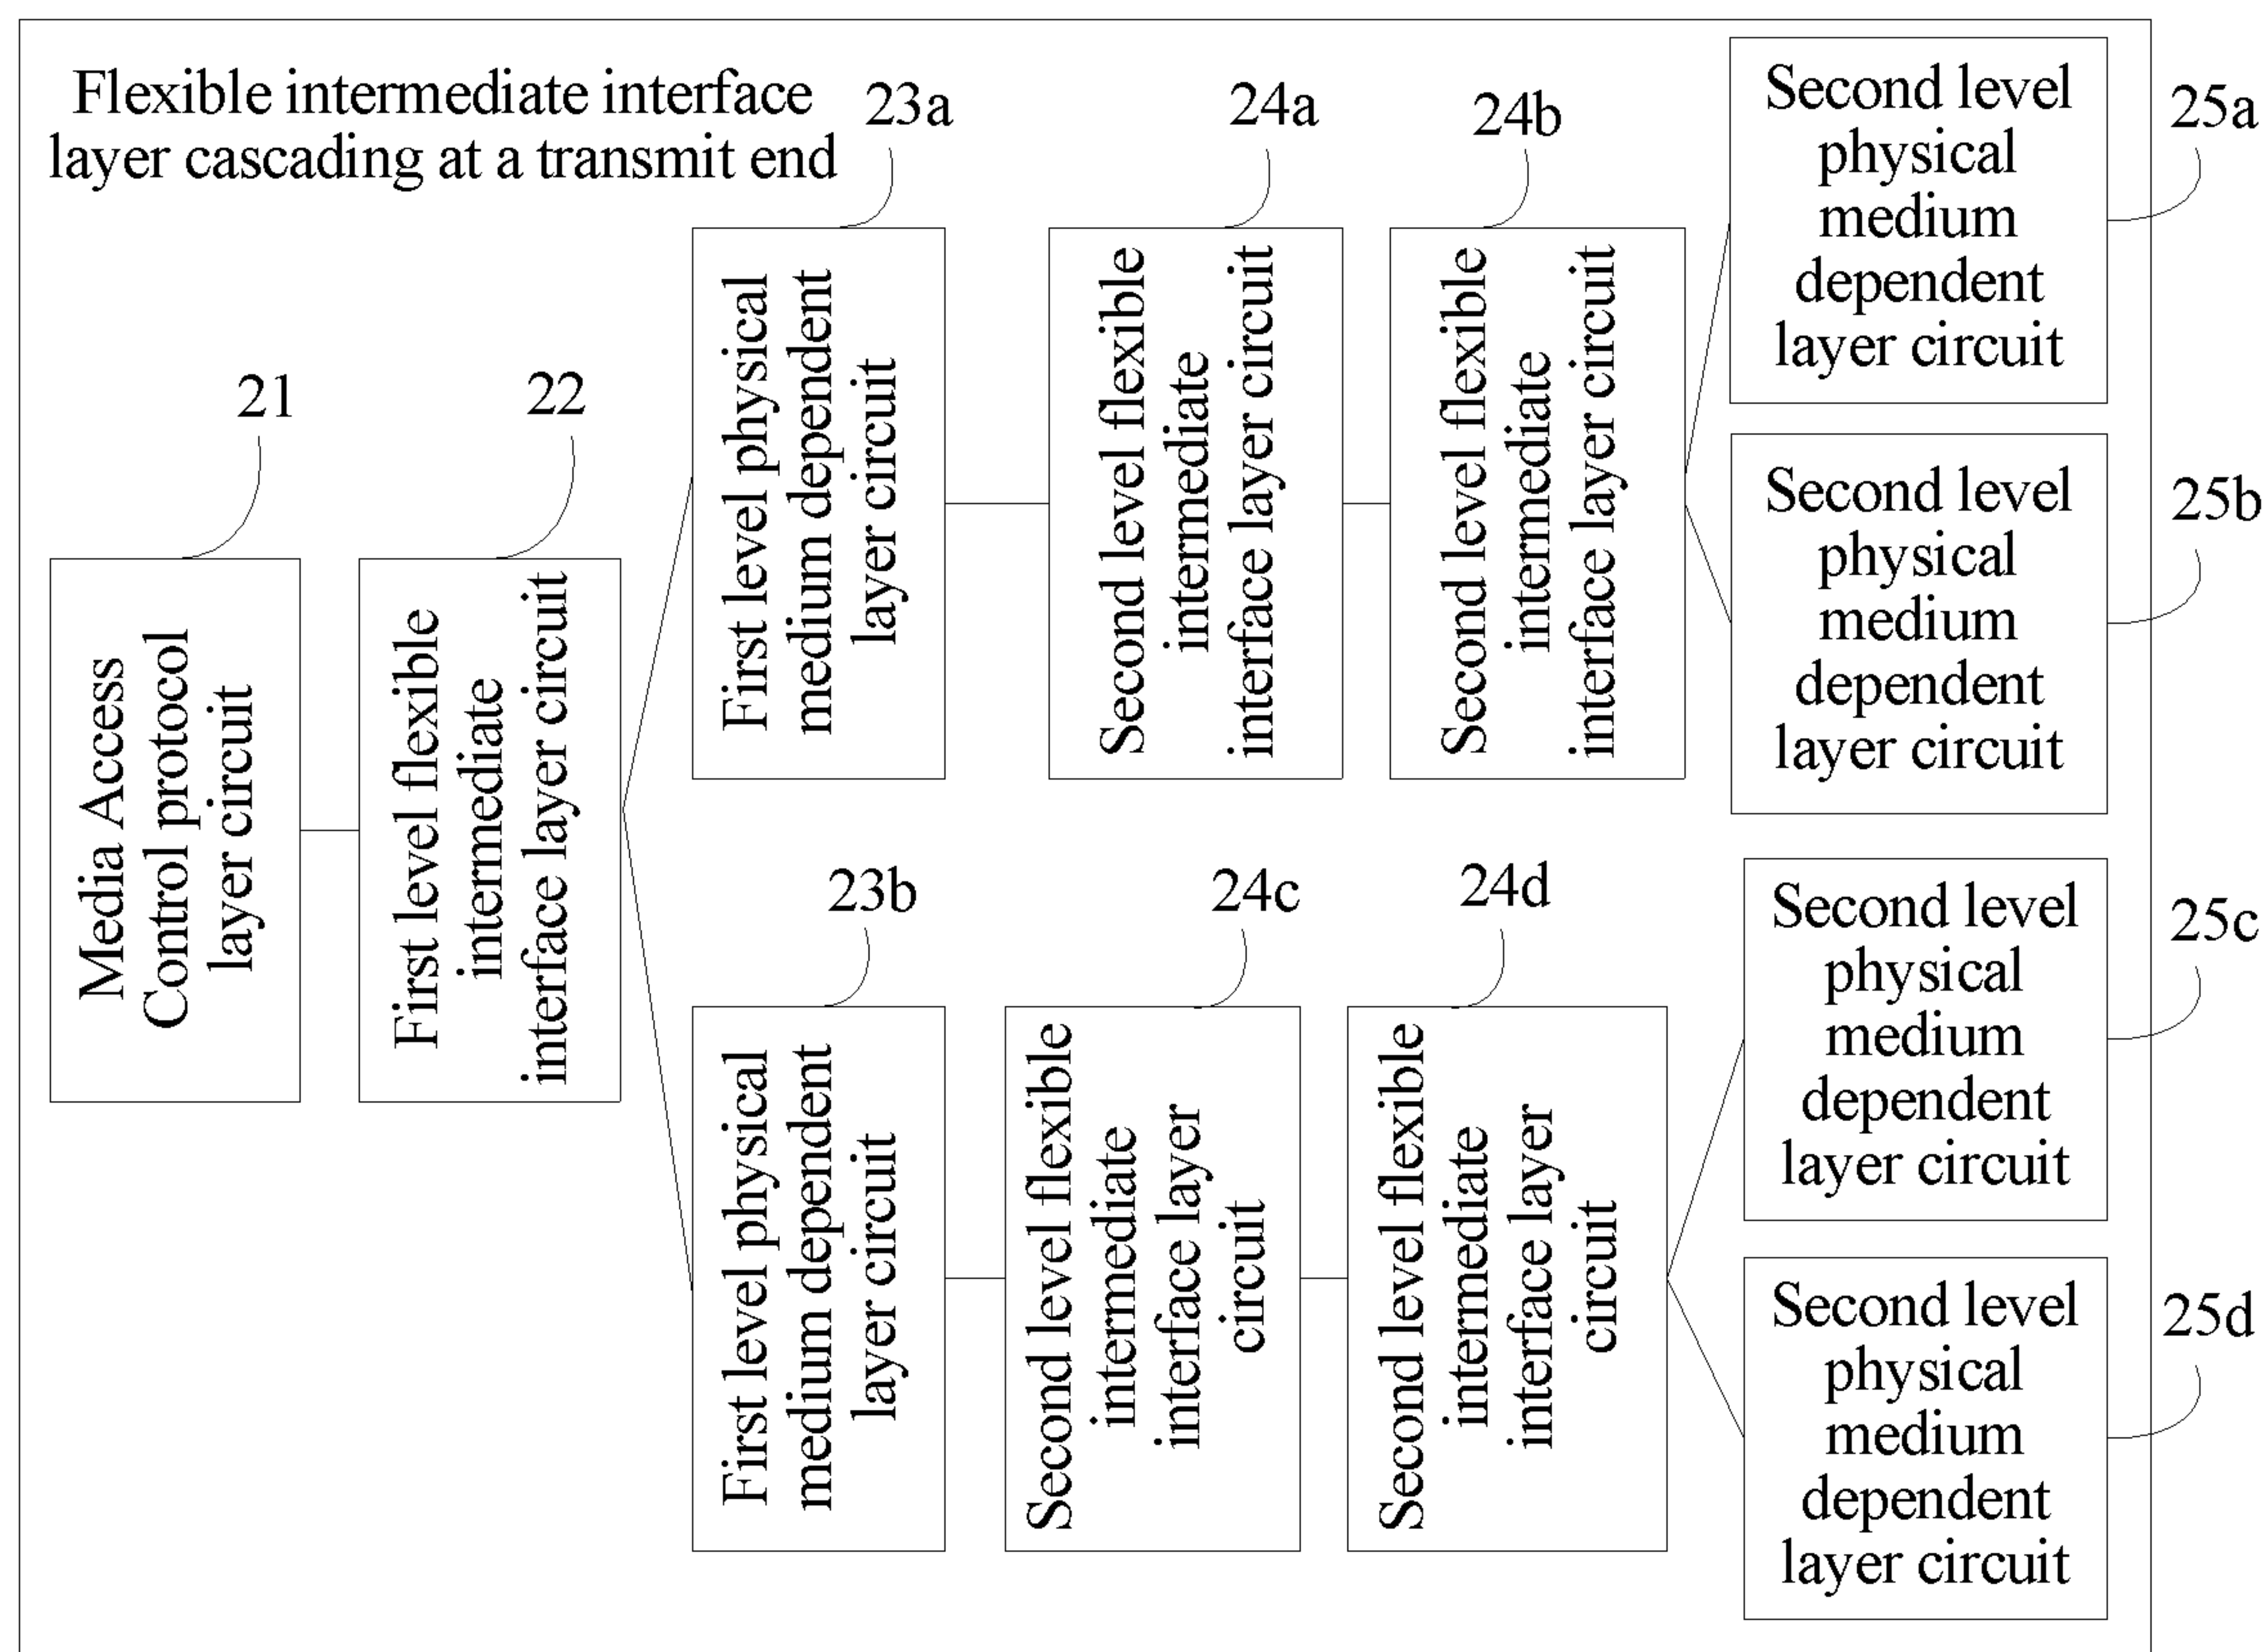 Flexible intermediate interface
layer cascading at a transmit end
21
Media Access
Control protocol
layer circuit
22
First level flexible
intermediate
interface layer circuit
23a
First level physical
medium dependent
layer circuit
24a
Second level flexible
intermediate
interface layer circuit
24b
Second level flexible
intermediate
interface layer circuit
Second level
physical
medium
dependent
layer circuit
25a
Second level
physical
medium
dependent
layer circuit
25b
23b
First level physical
medium dependent
layer circuit
24c
Second level flexible
intermediate
interface layer
circuit
24d
Second level flexible
intermediate
interface layer
circuit
Second level
physical
medium
dependent
layer circuit
25c
Second level
physical
medium
dependent
layer circuit
25d